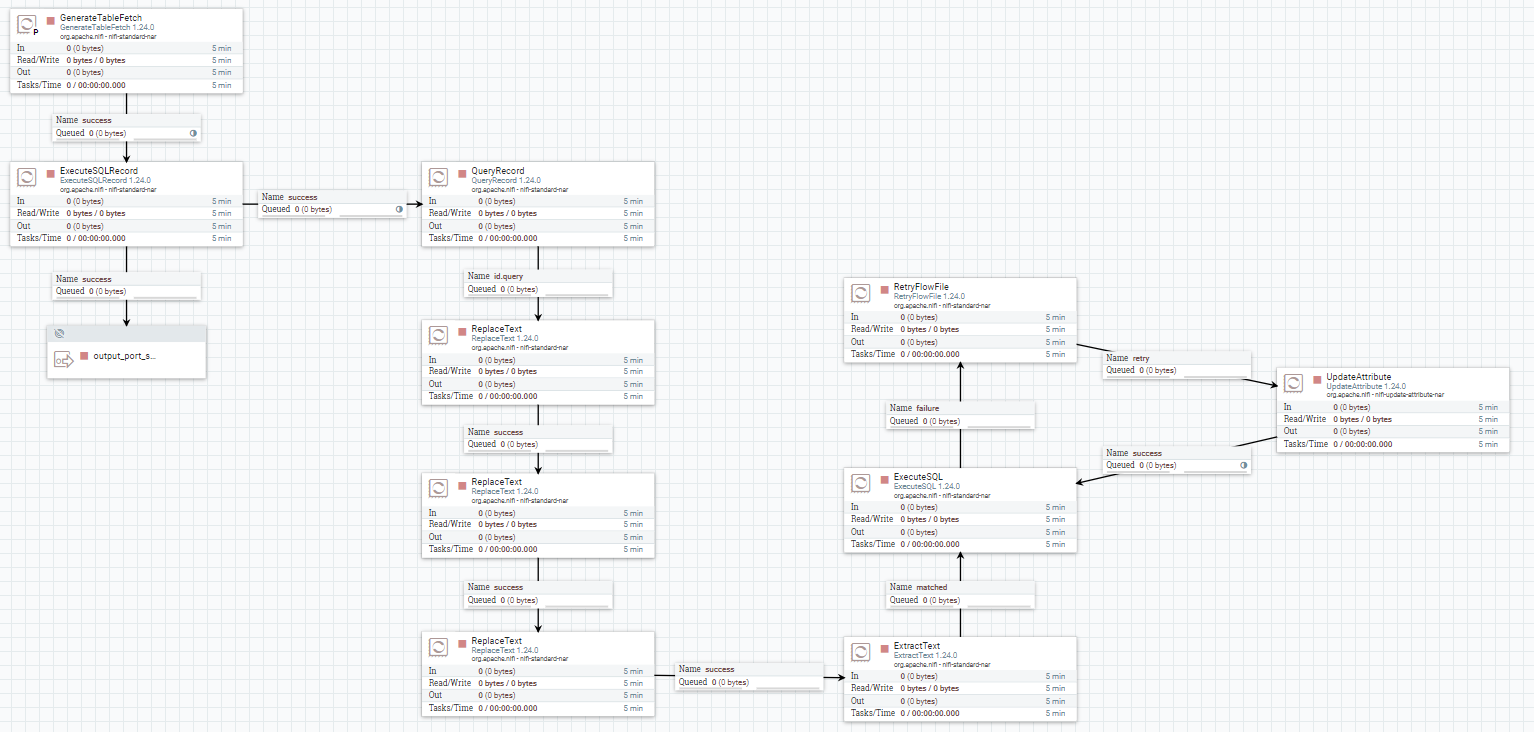 GenerateTableFetch
GenerateTableFetch 1.24.0
org.apache.nifi - nifi-standard-nar
In 0 (0 bytes) 5 min
Read/Write 0 bytes / 0 bytes 5 min
Out 0 (0 bytes) 5 min
Tasks/Time 0 / 00:00:00.000 5 min
P
Name success
Queued 0 (0 bytes)
ExecuteSQLRecord
ExecuteSQLRecord 1.24.0
org.apache.nifi - nifi-standard-nar
In 0 (0 bytes) 5 min
Read/Write 0 bytes / 0 bytes 5 min
Out 0 (0 bytes) 5 min
Tasks/Time 0 / 00:00:00.000 5 min
Name success
Queued 0 (0 bytes)
output_port_s...
Name success
Queued 0 (0 bytes)
QueryRecord
QueryRecord 1.24.0
org.apache.nifi - nifi-standard-nar
In 0 (0 bytes) 5 min
Read/Write 0 bytes / 0 bytes 5 min
Out 0 (0 bytes) 5 min
Tasks/Time 0 / 00:00:00.000 5 min
Name id.query
Queued 0 (0 bytes)
ReplaceText
ReplaceText 1.24.0
org.apache.nifi - nifi-standard-nar
In 0 (0 bytes) 5 min
Read/Write 0 bytes / 0 bytes 5 min
Out 0 (0 bytes) 5 min
Tasks/Time 0 / 00:00:00.000 5 min
Name success
Queued 0 (0 bytes)
ReplaceText
ReplaceText 1.24.0
org.apache.nifi - nifi-standard-nar
In 0 (0 bytes) 5 min
Read/Write 0 bytes / 0 bytes 5 min
Out 0 (0 bytes) 5 min
Tasks/Time 0 / 00:00:00.000 5 min
Name success
Queued 0 (0 bytes)
ReplaceText
ReplaceText 1.24.0
org.apache.nifi - nifi-standard-nar
In 0 (0 bytes) 5 min
Read/Write 0 bytes / 0 bytes 5 min
Out 0 (0 bytes) 5 min
Tasks/Time 0 / 00:00:00.000 5 min
Name success
Queued 0 (0 bytes)
ExtractText
ExtractText 1.24.0
org.apache.nifi - nifi-standard-nar
In 0 (0 bytes) 5 min
Read/Write 0 bytes / 0 bytes 5 min
Out 0 (0 bytes) 5 min
Tasks/Time 0 / 00:00:00.000 5 min
Name matched
Queued 0 (0 bytes)
ExecuteSQL
ExecuteSQL 1.24.0
org.apache.nifi - nifi-standard-nar
In 0 (0 bytes) 5 min
Read/Write 0 bytes / 0 bytes 5 min
Out 0 (0 bytes) 5 min
Tasks/Time 0 / 00:00:00.000 5 min
Name failure
Queued 0 (0 bytes)
RetryFlowFile
RetryFlowFile 1.24.0
org.apache.nifi - nifi-standard-nar
In 0 (0 bytes) 5 min
Read/Write 0 bytes / 0 bytes 5 min
Out 0 (0 bytes) 5 min
Tasks/Time 0 / 00:00:00.000 5 min
Name retry
Queued 0 (0 bytes)
UpdateAttribute
UpdateAttribute 1.24.0
org.apache.nifi - nifi-update-attribute-nar
In 0 (0 bytes) 5 min
Read/Write 0 bytes / 0 bytes 5 min
Out 0 (0 bytes) 5 min
Tasks/Time 0 / 00:00:00.000 5 min
Name success
Queued 0 (0 bytes)